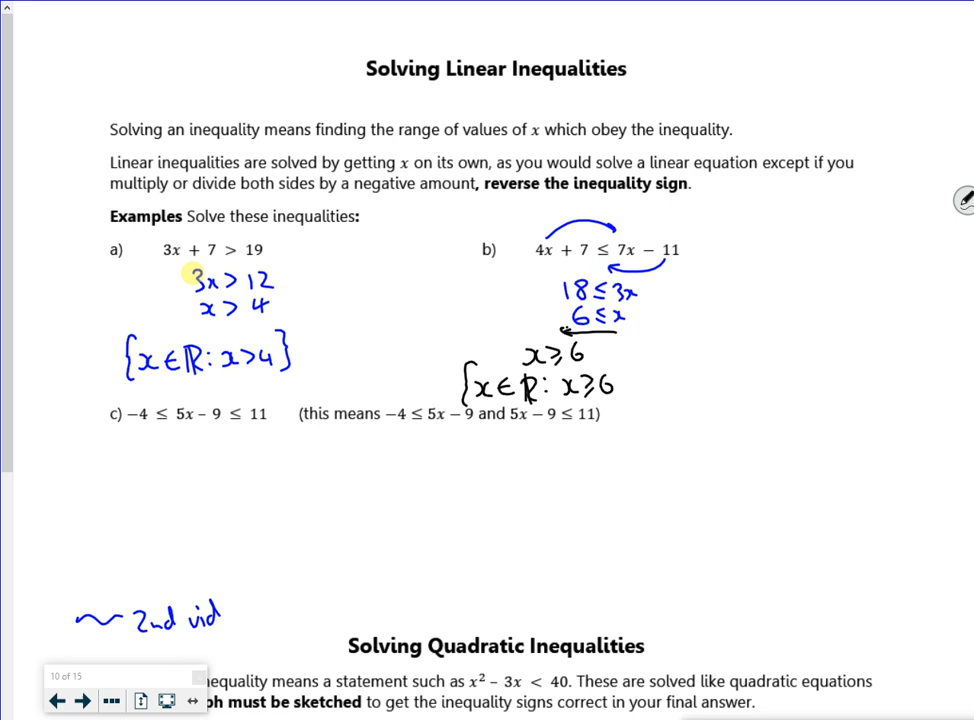 Solving Linear Inequalities
Solving an inequality means finding the range of values of x which obey the inequality.
Linear inequalities are solved by getting x on its own, as you would solve a linear equation except if you
multiply or divide both sides by a negative amount, reverse the inequality sign.
Examples Solve these inequalities:
a) 3x + 7 > 19
3x > 12
x > 4
{x ∈ ℝ : x > 4}
b) 4x + 7 ≤ 7x − 11
18 ≤ 3x
6 ≤ x
x ⩾ 6
{x ∈ ℝ : x ⩾ 6
c) −4 ≤ 5x − 9 ≤ 11 (this means −4 ≤ 5x − 9 and 5x − 9 ≤ 11)
2nd vid
Solving Quadratic Inequalities
10 of 15
nequality means a statement such as x² − 3x < 40. These are solved like quadratic equations
ph must be sketched to get the inequality signs correct in your final answer.